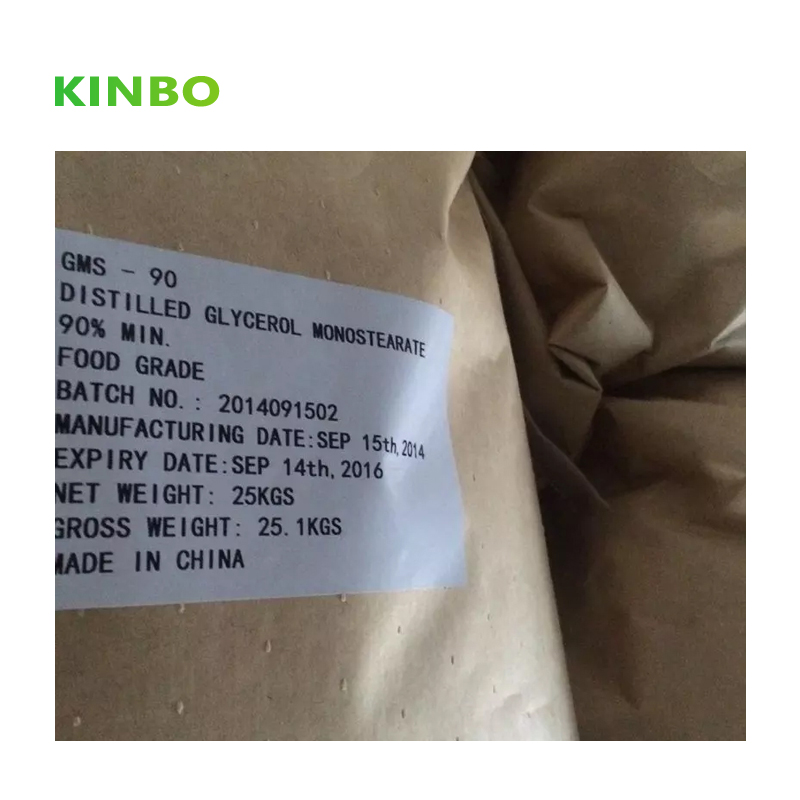 KINBO
GMS - 90
DISTILLED GLYCEROL MONOSTEARATE
90% MIN.
FOOD GRADE
BATCH NO.: 2014091502
MANUFACTURING DATE:SEP 15th,2014
EXPIRY DATE:SEP 14th,2016
NET WEIGHT: 25KGS
GROSS WEIGHT: 25.1KGS
MADE IN CHINA